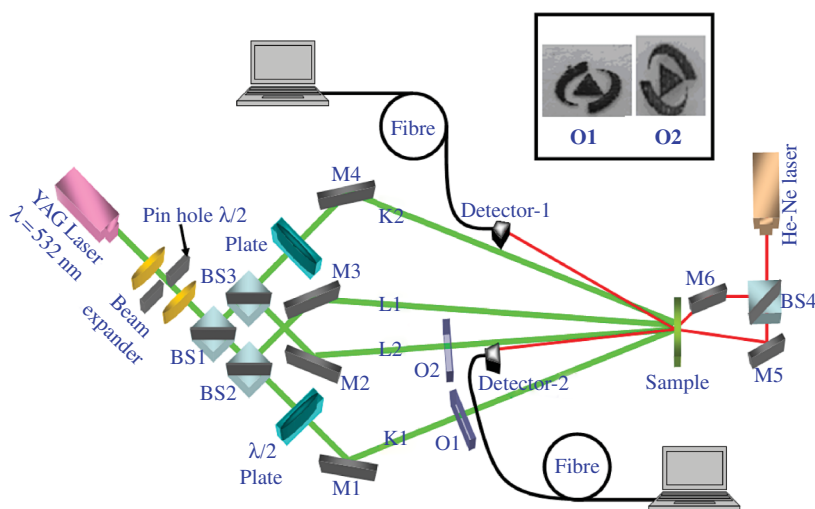 O1
O2
Fibre
He-Ne laser
YAG Laser
λ = 532 nm
Pin hole λ/2
Plate
M4
K2
Detector-1
M6
BS4
BS3
M3
L1
Beam
expander
BS1
L2
O2
M5
BS2
M2
Detector-2
Sample
K1
O1
λ/2
Plate
M1
Fibre